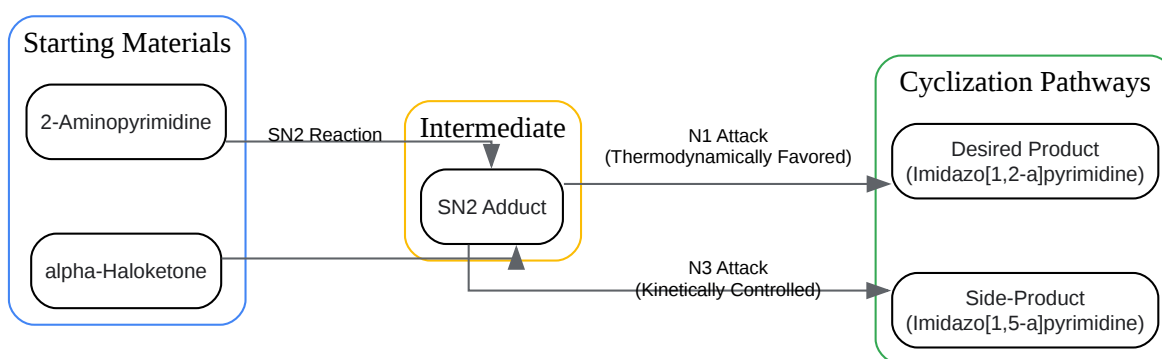 Starting Materials
2-Aminopyrimidine
alpha-Haloketone
SN2 Reaction
Intermediate
SN2 Adduct
N1 Attack
(Thermodynamically Favored)
N3 Attack
(Kinetically Controlled)
Cyclization Pathways
Desired Product
(Imidazo[1,2-a]pyrimidine)
Side-Product
(Imidazo[1,5-a]pyrimidine)